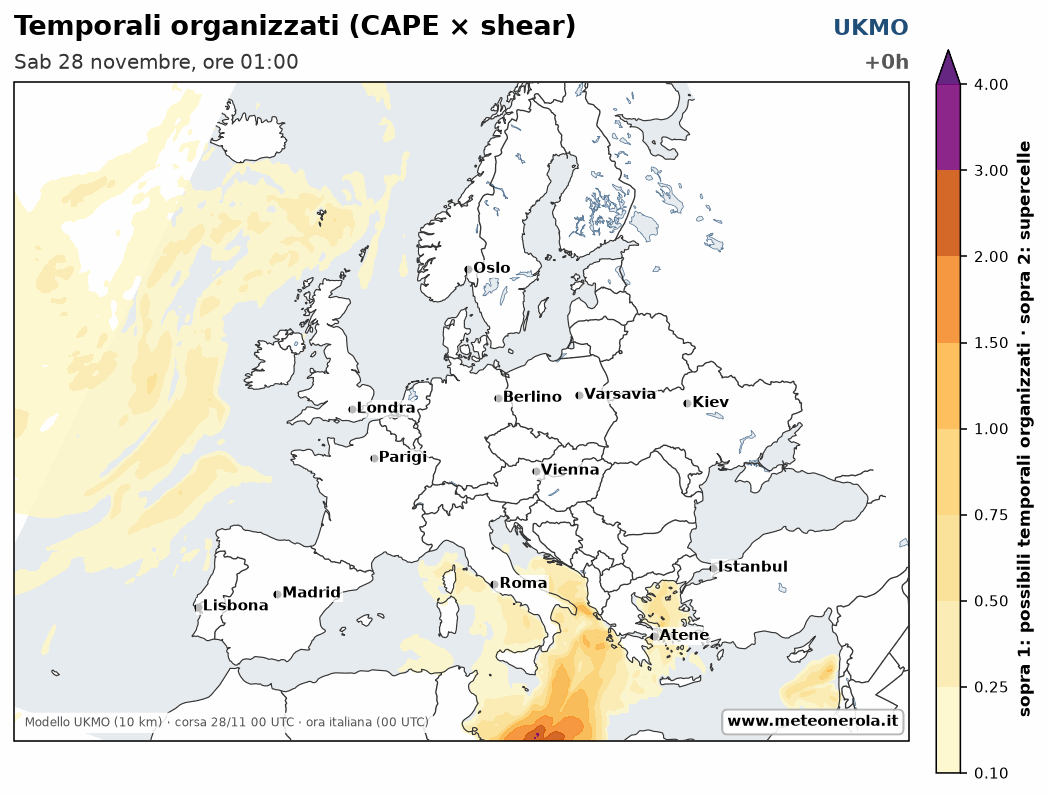 Temporali organizzati (CAPE × shear)
UKMO
Sab 28 novembre, ore 01:00
+0h
Oslo
Londra
Berlino
Varsavia
Kiev
Parigi
Vienna
Istanbul
Roma
Madrid
Lisbona
Atene
Modello UKMO (10 km) · corsa 28/11 00 UTC · ora italiana (00 UTC)
www.meteonerola.it
4.00
3.00
2.00
1.50
1.00
0.75
0.50
0.25
0.10
sopra 1: possibili temporali organizzati · sopra 2: supercelle